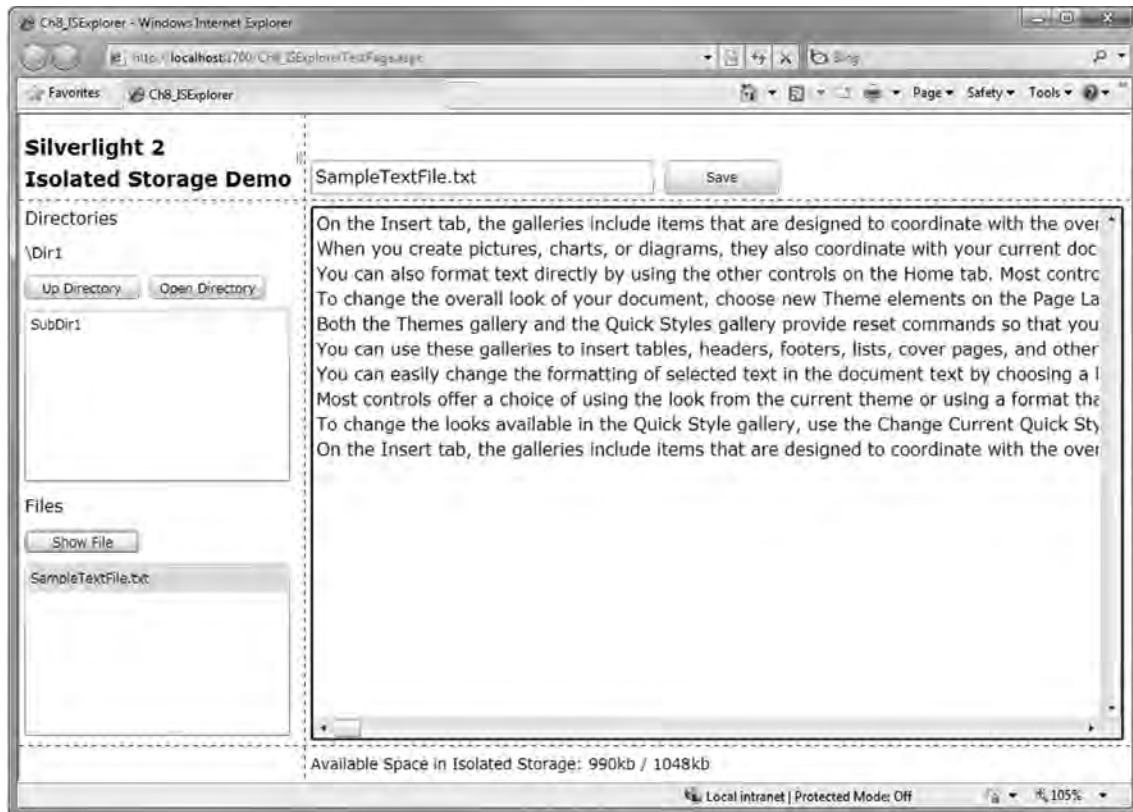 Ch8_ISExplorer - Windows Internet Explorer
http://localhost:1700/Ch8_ISExplorerTestPage.aspx
Bing
Favorites
Ch8_ISExplorer
Page
Safety
Tools
Silverlight 2
Isolated Storage Demo
SampleTextFile.txt
Save
Directories
\Dir1
Up Directory
Open Directory
SubDir1
Files
Show File
SampleTextFile.txt
On the Insert tab, the galleries include items that are designed to coordinate with the over
When you create pictures, charts, or diagrams, they also coordinate with your current doc
You can also format text directly by using the other controls on the Home tab. Most contro
To change the overall look of your document, choose new Theme elements on the Page La
Both the Themes gallery and the Quick Styles gallery provide reset commands so that you
You can use these galleries to insert tables, headers, footers, lists, cover pages, and other
You can easily change the formatting of selected text in the document text by choosing a l
Most controls offer a choice of using the look from the current theme or using a format tha
To change the looks available in the Quick Style gallery, use the Change Current Quick Sty
On the Insert tab, the galleries include items that are designed to coordinate with the over
Available Space in Isolated Storage: 990kb / 1048kb
Local intranet | Protected Mode: Off
105%